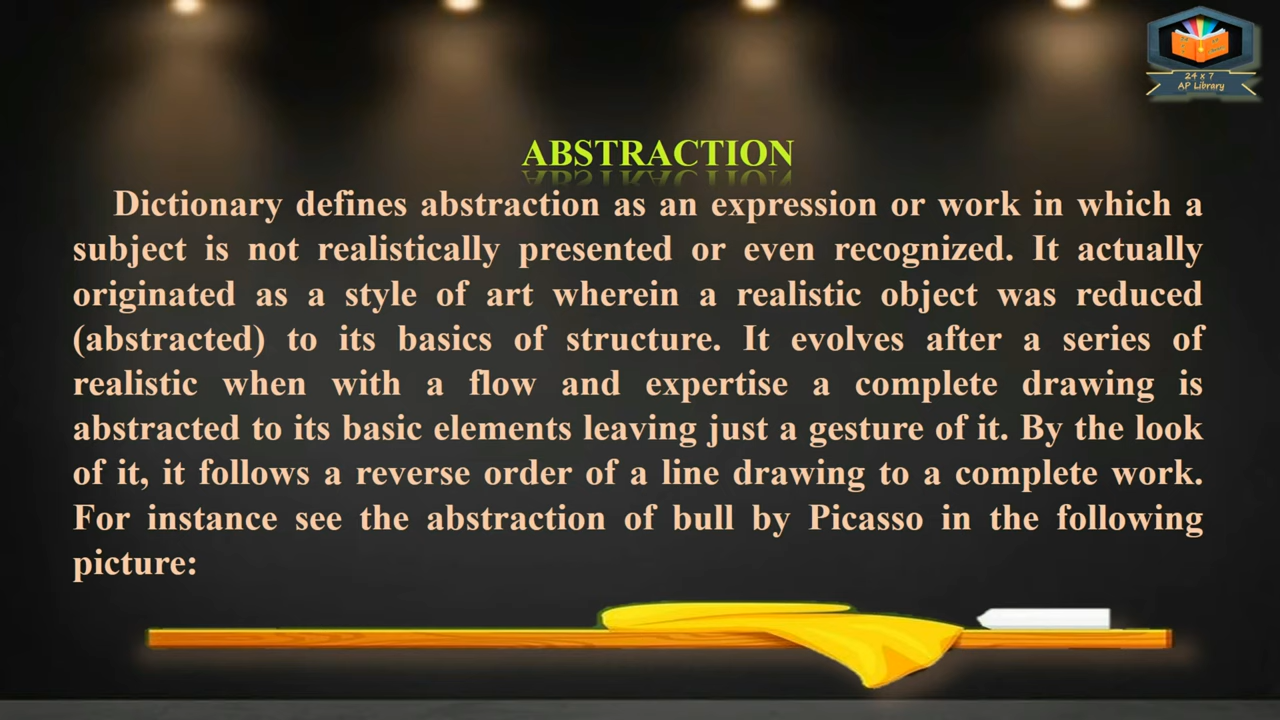 24 x 7
AP Library
ABSTRACTION
Dictionary defines abstraction as an expression or work in which a
subject is not realistically presented or even recognized. It actually
originated as a style of art wherein a realistic object was reduced
(abstracted) to its basics of structure. It evolves after a series of
realistic when with a flow and expertise a complete drawing is
abstracted to its basic elements leaving just a gesture of it. By the look
of it, it follows a reverse order of a line drawing to a complete work.
For instance see the abstraction of bull by Picasso in the following
picture: